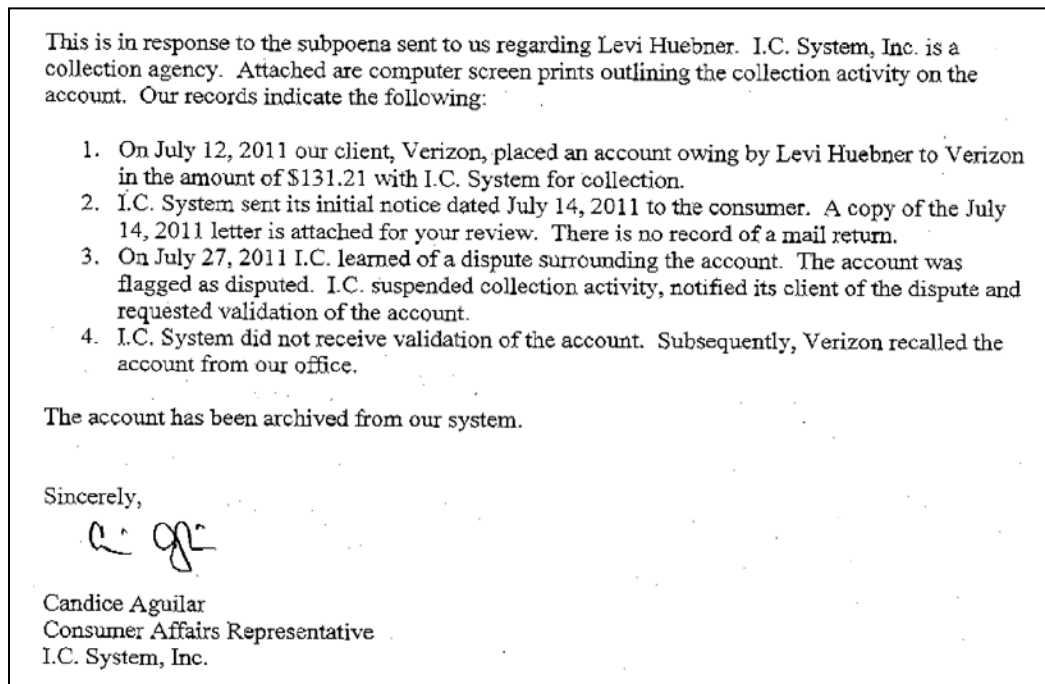 This is in response to the subpoena sent to us regarding Levi Huebner. I.C. System, Inc. is a
collection agency. Attached are computer screen prints outlining the collection activity on the
account. Our records indicate the following:
1. On July 12, 2011 our client, Verizon, placed an account owing by Levi Huebner to Verizon
in the amount of $131.21 with I.C. System for collection.
2. I.C. System sent its initial notice dated July 14, 2011 to the consumer. A copy of the July
14, 2011 letter is attached for your review. There is no record of a mail return.
3. On July 27, 2011 I.C. learned of a dispute surrounding the account. The account was
flagged as disputed. I.C. suspended collection activity, notified its client of the dispute and
requested validation of the account.
4. I.C. System did not receive validation of the account. Subsequently, Verizon recalled the
account from our office.
The account has been archived from our system.
Sincerely,
Candice Aguilar
Consumer Affairs Representative
I.C. System, Inc.